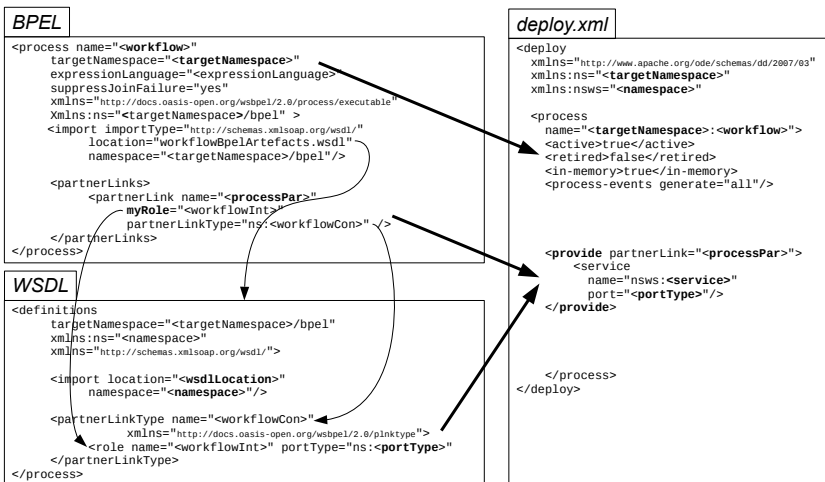 BPEL
<process name="<workflow>"
targetNamespace="<targetNamespace>"
expressionLanguage="<expressionLanguage>"
suppressJoinFailure="yes"
xmlns="http://docs.oasis-open.org/wsbpel/2.0/process/executable"
Xmlns:ns="<targetNamespace>/bpel" >
<import importType="http://schemas.xmlsoap.org/wsdl/"
location="workflowBpelArtefacts.wsdl"
namespace="<targetNamespace>/bpel"/>
<partnerLinks>
<partnerLink name="<processPar>"
myRole="<workflowInt>"
partnerLinkType="ns:<workflowCon>" />
</partnerLinks>
</process>
WSDL
<definitions
targetNamespace="<targetNamespace>/bpel"
xmlns:ns="<namespace>"
xmlns="http://schemas.xmlsoap.org/wsdl/">
<import location="<wsdlLocation>"
namespace="<namespace>"/>
<partnerLinkType name="<workflowCon>"
xmlns="http://docs.oasis-open.org/wsbpel/2.0/plnktype">
<role name="<workflowInt>" portType="ns:<portType>"
</partnerLinkType>
</process>
deploy.xml
<deploy
xmlns="http://www.apache.org/ode/schemas/dd/2007/03"
xmlns:ns="<targetNamespace>"
xmlns:nsws="<namespace>"
<process
name="<targetNamespace>:<workflow>">
<active>true</active>
<retired>false</retired>
<in-memory>true</in-memory>
<process-events generate="all"/>
<provide partnerLink="<processPar>">
<service
name="nsws:<service>"
port="<portType>"/>
</provide>
</process>
</deploy>